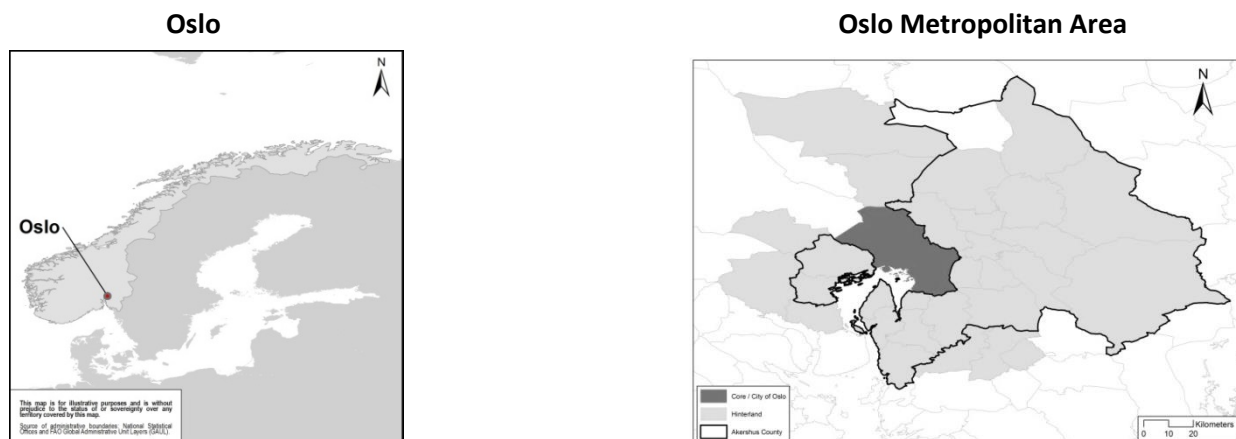 Oslo
Oslo Metropolitan Area
N
Oslo
This map is for illustrative purposes and is without
prejudice to the status of or sovereignty over any
territory covered by this map.
Source of administrative boundaries: National Statistical
Offices and FAO Global Administrative Unit Layers (GAUL).
N
Core / City of Oslo
Hinterland
Akershus County
Kilometers
0 5 10 20